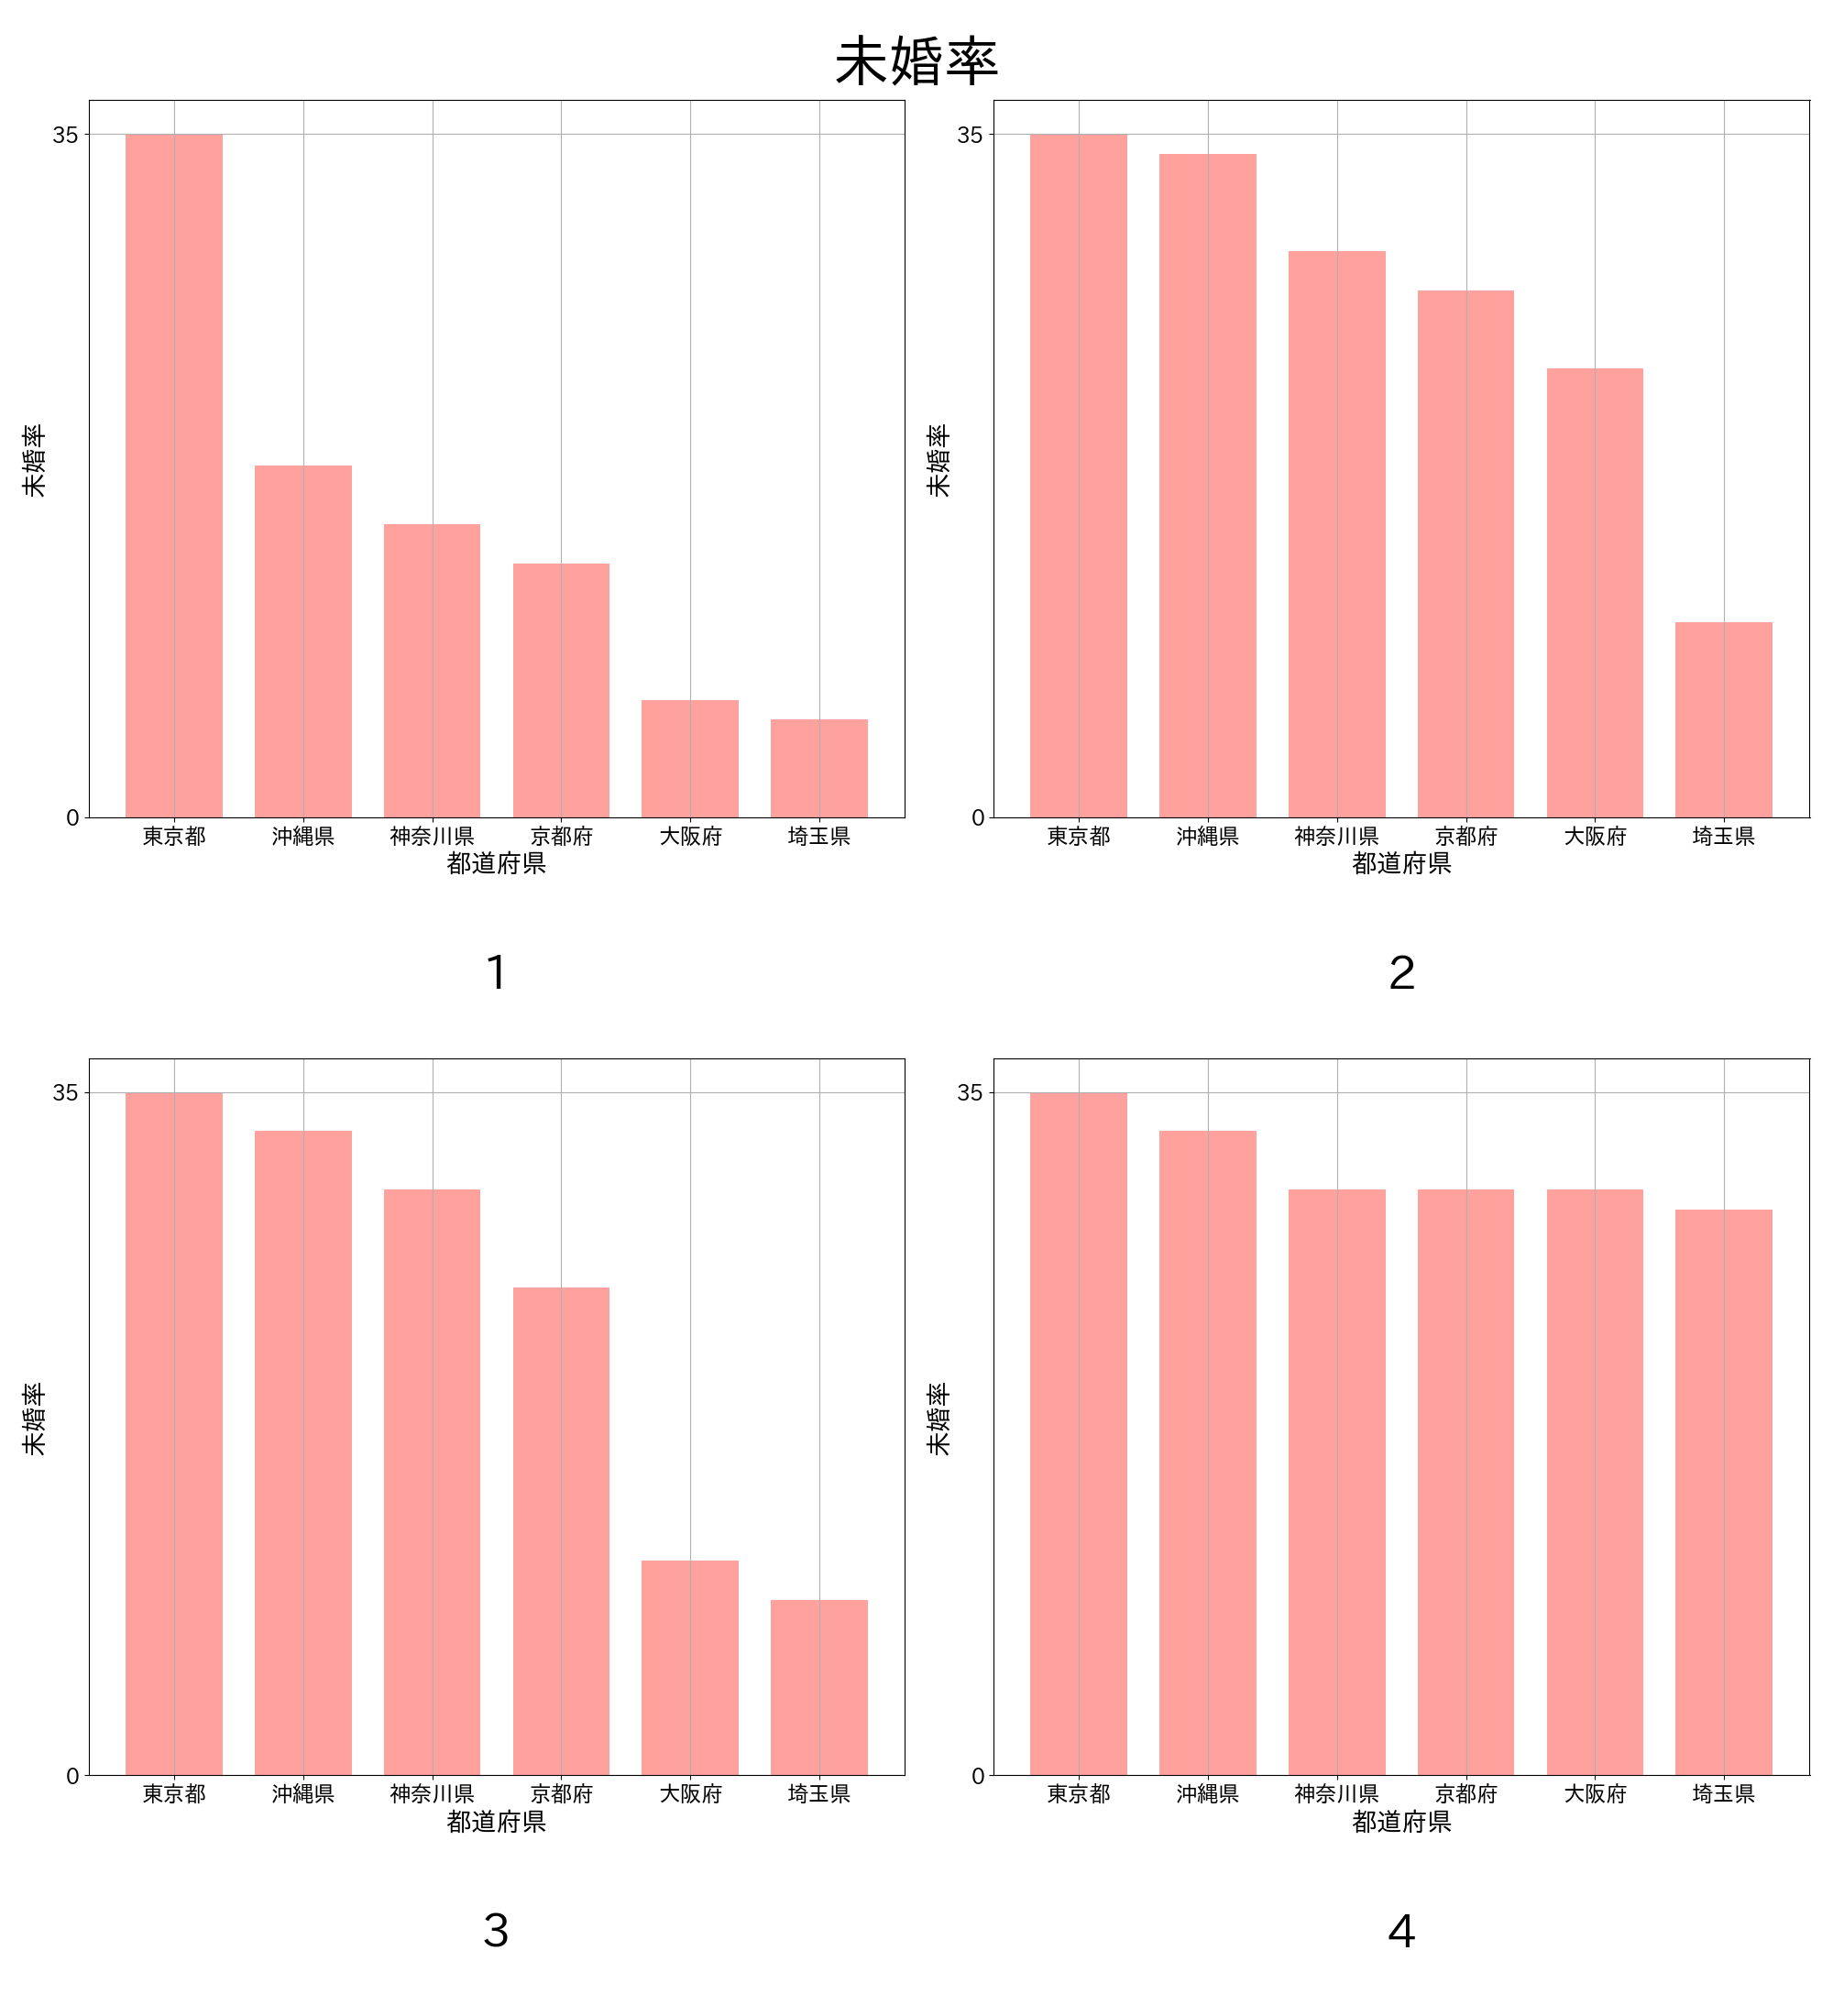 未婚率
35
0
未婚率
東京都 沖縄県 神奈川県 京都府 大阪府 埼玉県
都道府県
1
35
0
未婚率
東京都 沖縄県 神奈川県 京都府 大阪府 埼玉県
都道府県
2
35
0
未婚率
東京都 沖縄県 神奈川県 京都府 大阪府 埼玉県
都道府県
3
35
0
未婚率
東京都 沖縄県 神奈川県 京都府 大阪府 埼玉県
都道府県
4